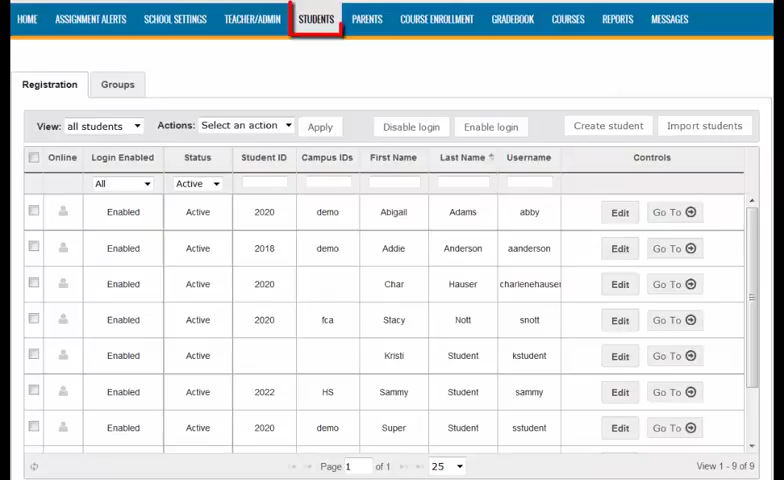 HOME ASSIGNMENT ALERTS SCHOOL SETTINGS TEACHER/ADMIN STUDENTS PARENTS COURSE ENROLLMENT GRADEBOOK COURSES REPORTS MESSAGES
Registration Groups
View: all students Actions: Select an action Apply Disable login Enable login Create student Import students
Online Login Enabled Status Student ID Campus IDs First Name Last Name Username Controls
All Active
Enabled Active 2020 demo Abigail Adams abby Edit Go To
Enabled Active 2018 demo Addie Anderson aanderson Edit Go To
Enabled Active 2020 Char Hauser charlenehauser Edit Go To
Enabled Active 2020 fca Stacy Nott snott Edit Go To
Enabled Active Kristi Student kstudent Edit Go To
Enabled Active 2022 HS Sammy Student sammy Edit Go To
Enabled Active 2020 demo Super Student sstudent Edit Go To
Page 1 of 1 25 View 1 - 9 of 9